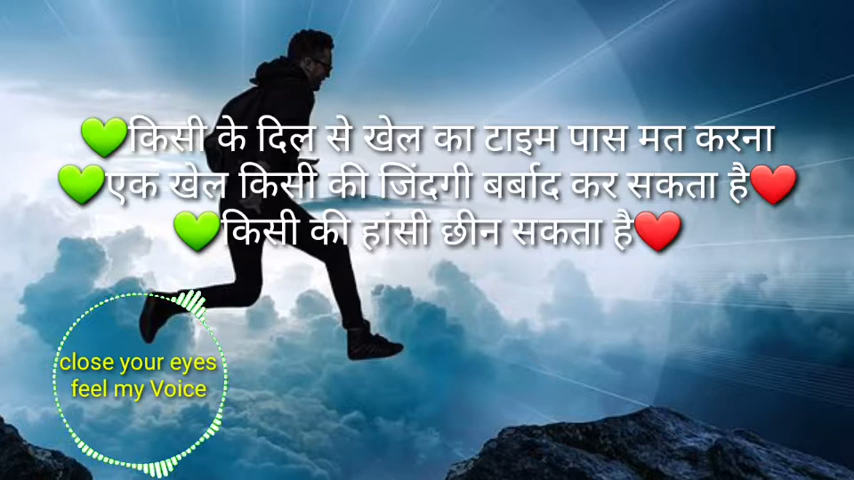 💚किसी के दिल से खेल का टाइम पास मत करना
💚एक खेल किसी की जिंदगी बर्बाद कर सकता है❤️
💚किसी की हांसी छीन सकता है❤️
close your eyes
feel my Voice